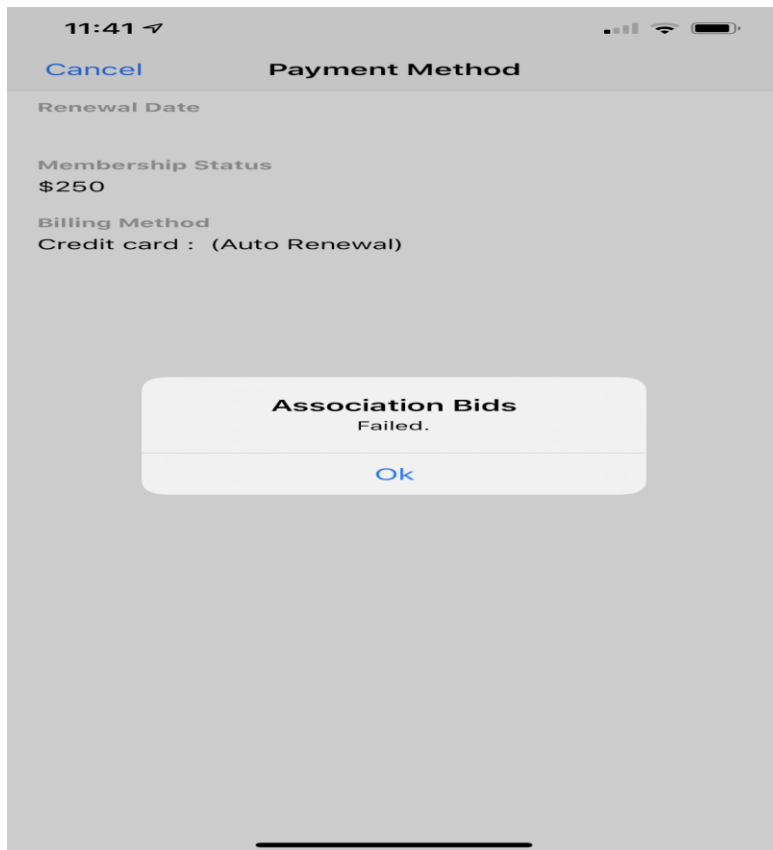 11:41
Cancel Payment Method
Renewal Date
Membership Status
$250
Billing Method
Credit card : (Auto Renewal)
Association Bids
Failed.
Ok